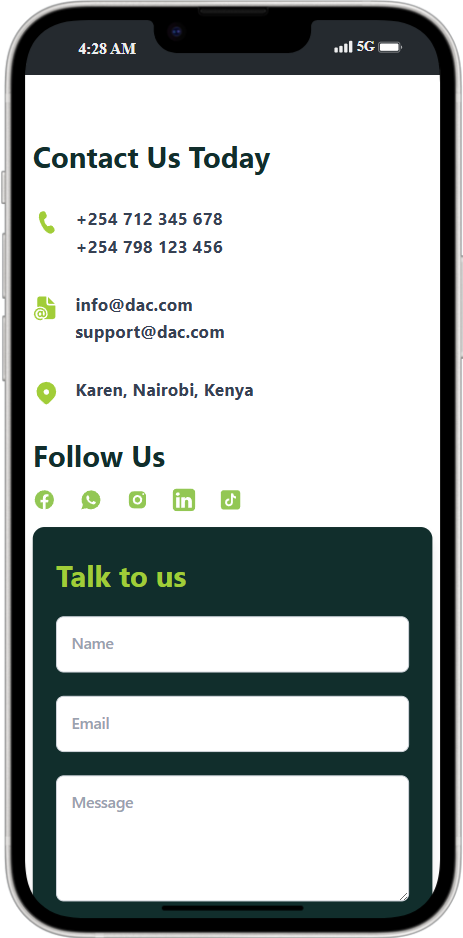 4:28 AM
5G
Contact Us Today
+254 712 345 678
+254 798 123 456
@
info@dac.com
support@dac.com
Karen, Nairobi, Kenya
Follow Us
in
Talk to us
Name
Email
Message